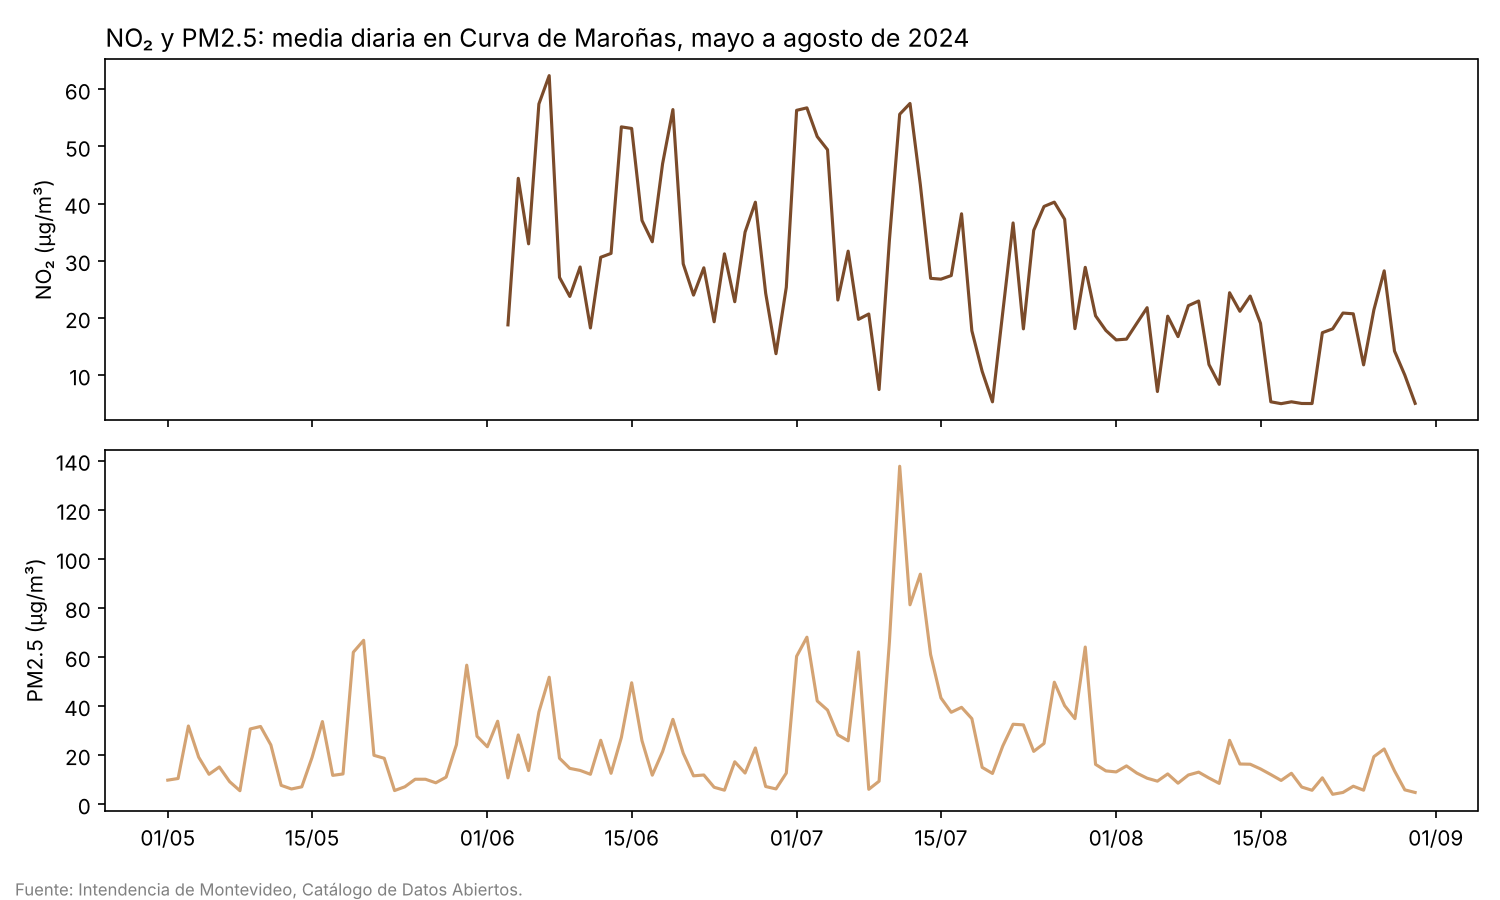 NO₂ y PM2.5: media diaria en Curva de Maroñas, mayo a agosto de 2024
NO₂ (µg/m³)
60
50
40
30
20
10
PM2.5 (µg/m³)
140
120
100
80
60
40
20
0
01/05 15/05 01/06 15/06 01/07 15/07 01/08 15/08 01/09
Fuente: Intendencia de Montevideo, Catálogo de Datos Abiertos.